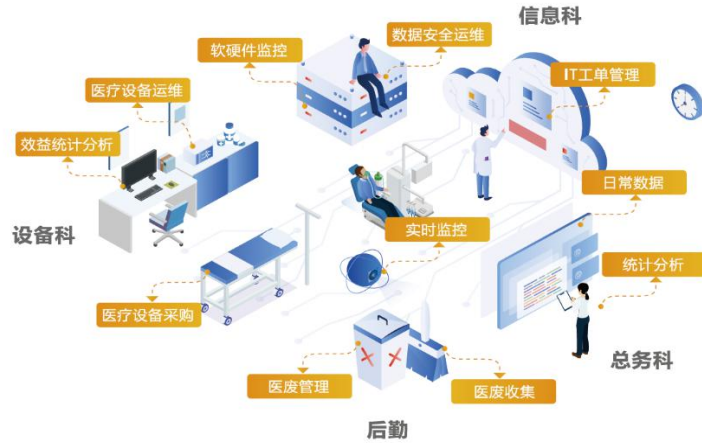 信息科
数据安全运维
软硬件监控
IT工单管理
医疗设备运维
效益统计分析
日常数据
设备科
实时监控
统计分析
医疗设备采购
总务科
医废管理
医废收集
后勤